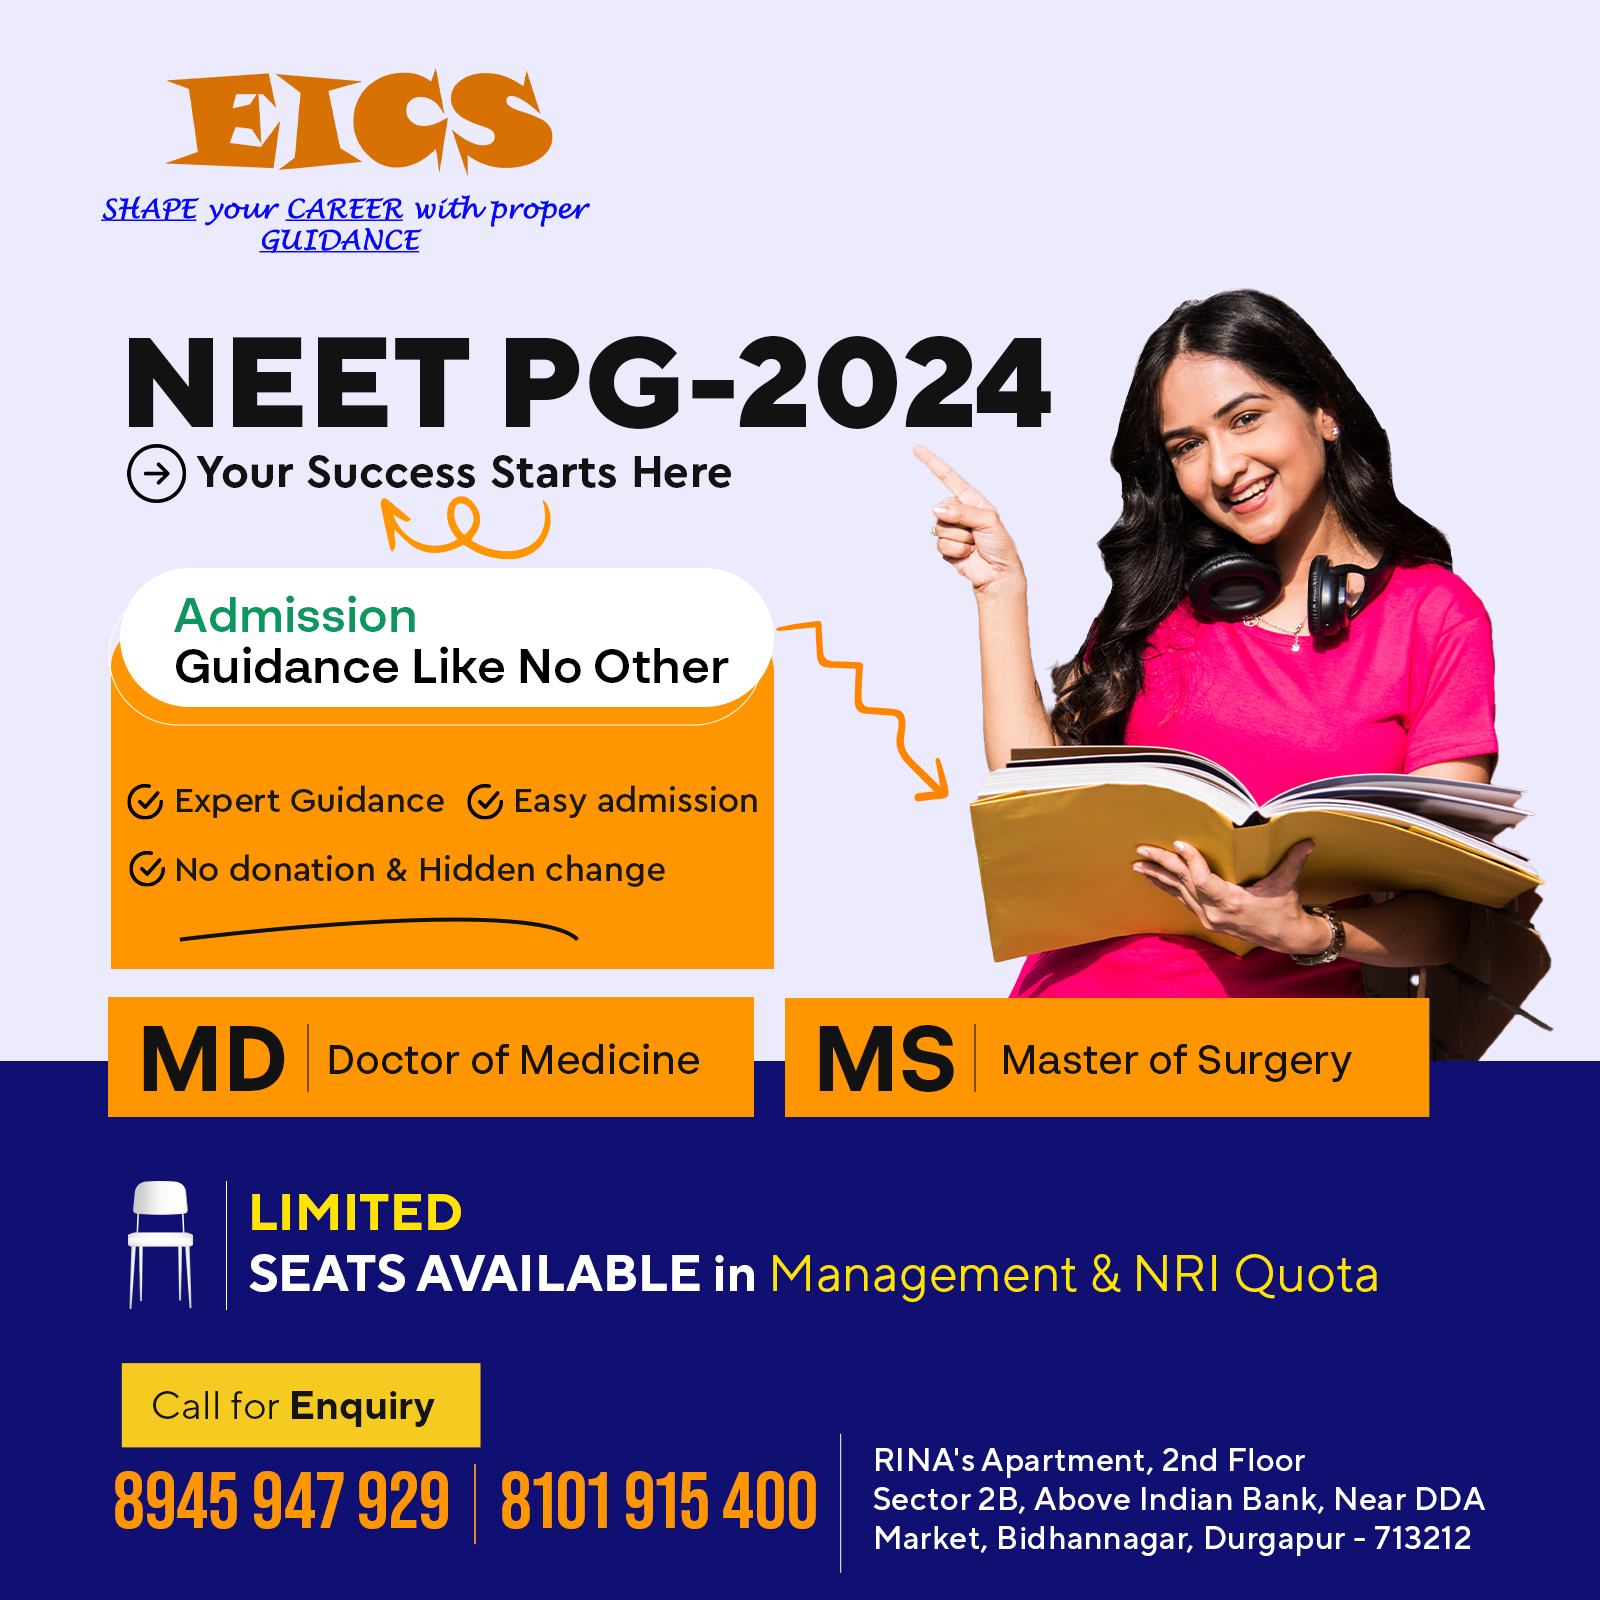 EICS
SHAPE your CAREER with proper
GUIDANCE
NEET PG-2024
Your Success Starts Here
Admission
Guidance Like No Other
Expert Guidance
Easy admission
No donation & Hidden change
MD
Doctor of Medicine
MS
Master of Surgery
LIMITED
SEATS AVAILABLE in Management & NRI Quota
Call for Enquiry
8945 947 929
8101 915 400
RINA's Apartment, 2nd Floor
Sector 2B, Above Indian Bank, Near DDA
Market, Bidhannagar, Durgapur - 713212